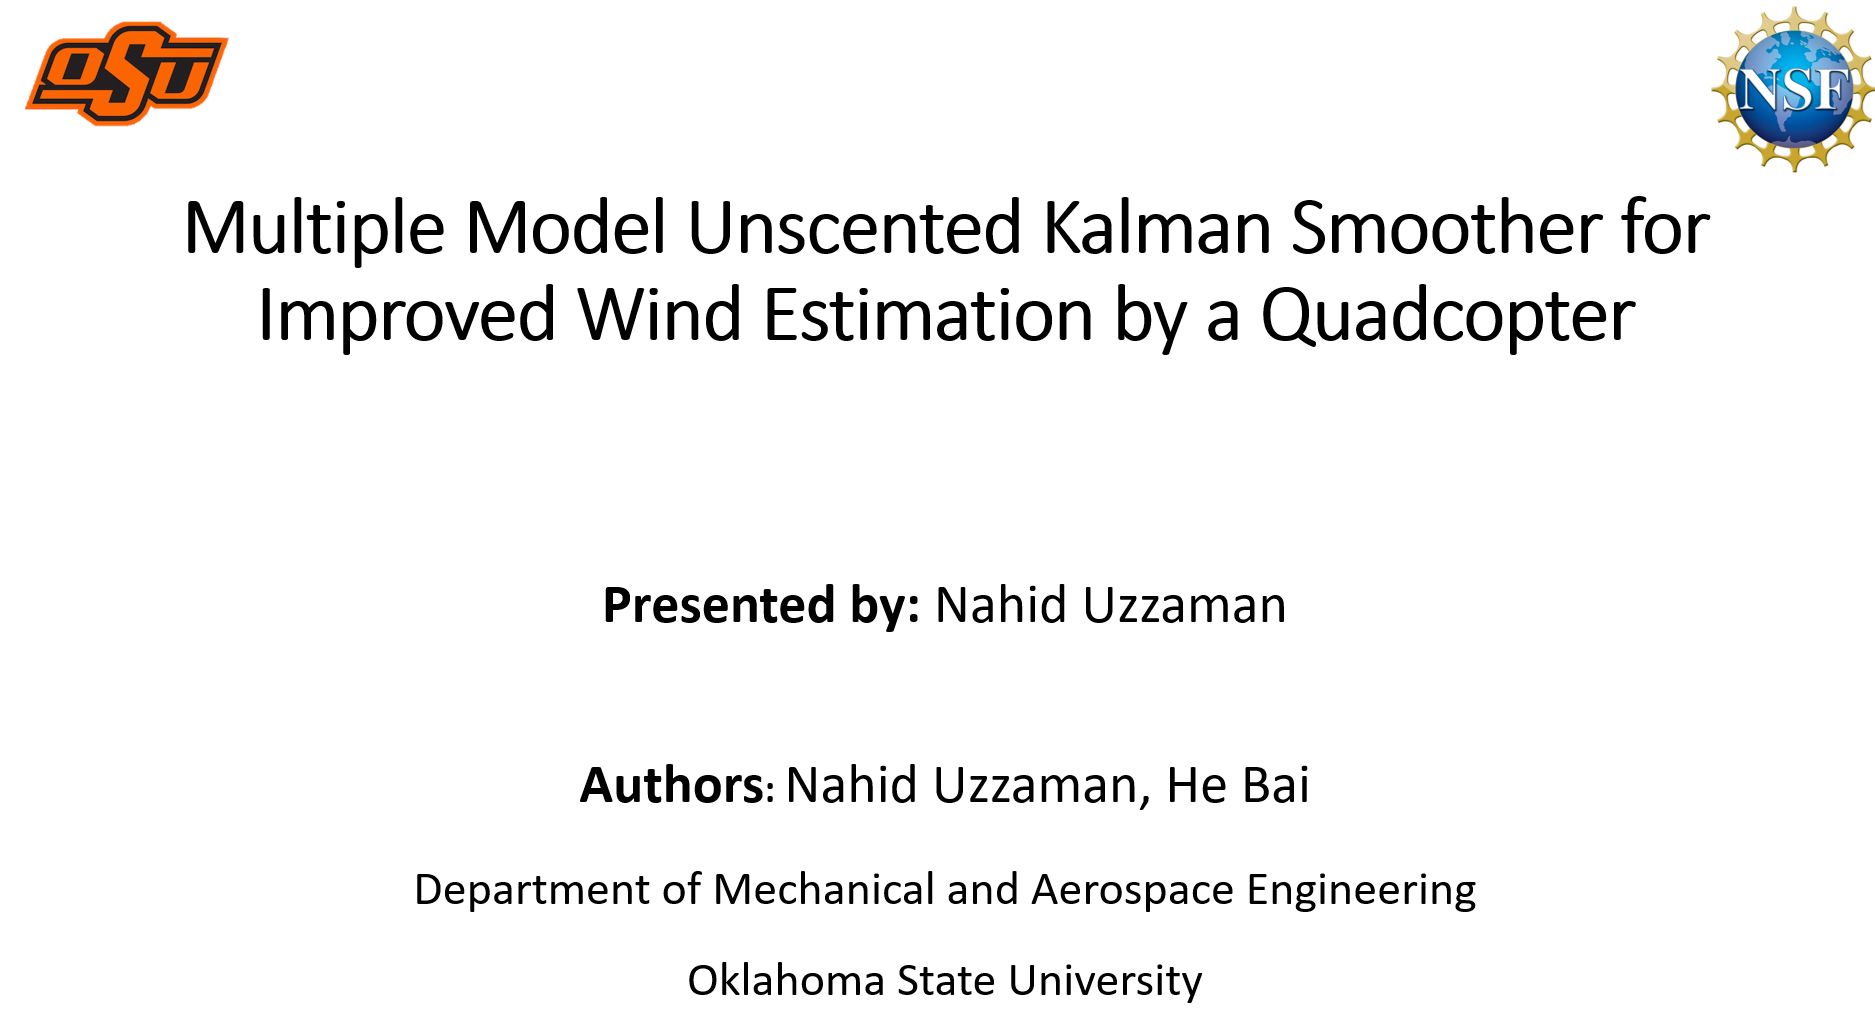 OSU
NSF
Multiple Model Unscented Kalman Smoother for
Improved Wind Estimation by a Quadcopter
Presented by: Nahid Uzzaman
Authors: Nahid Uzzaman, He Bai
Department of Mechanical and Aerospace Engineering
Oklahoma State University